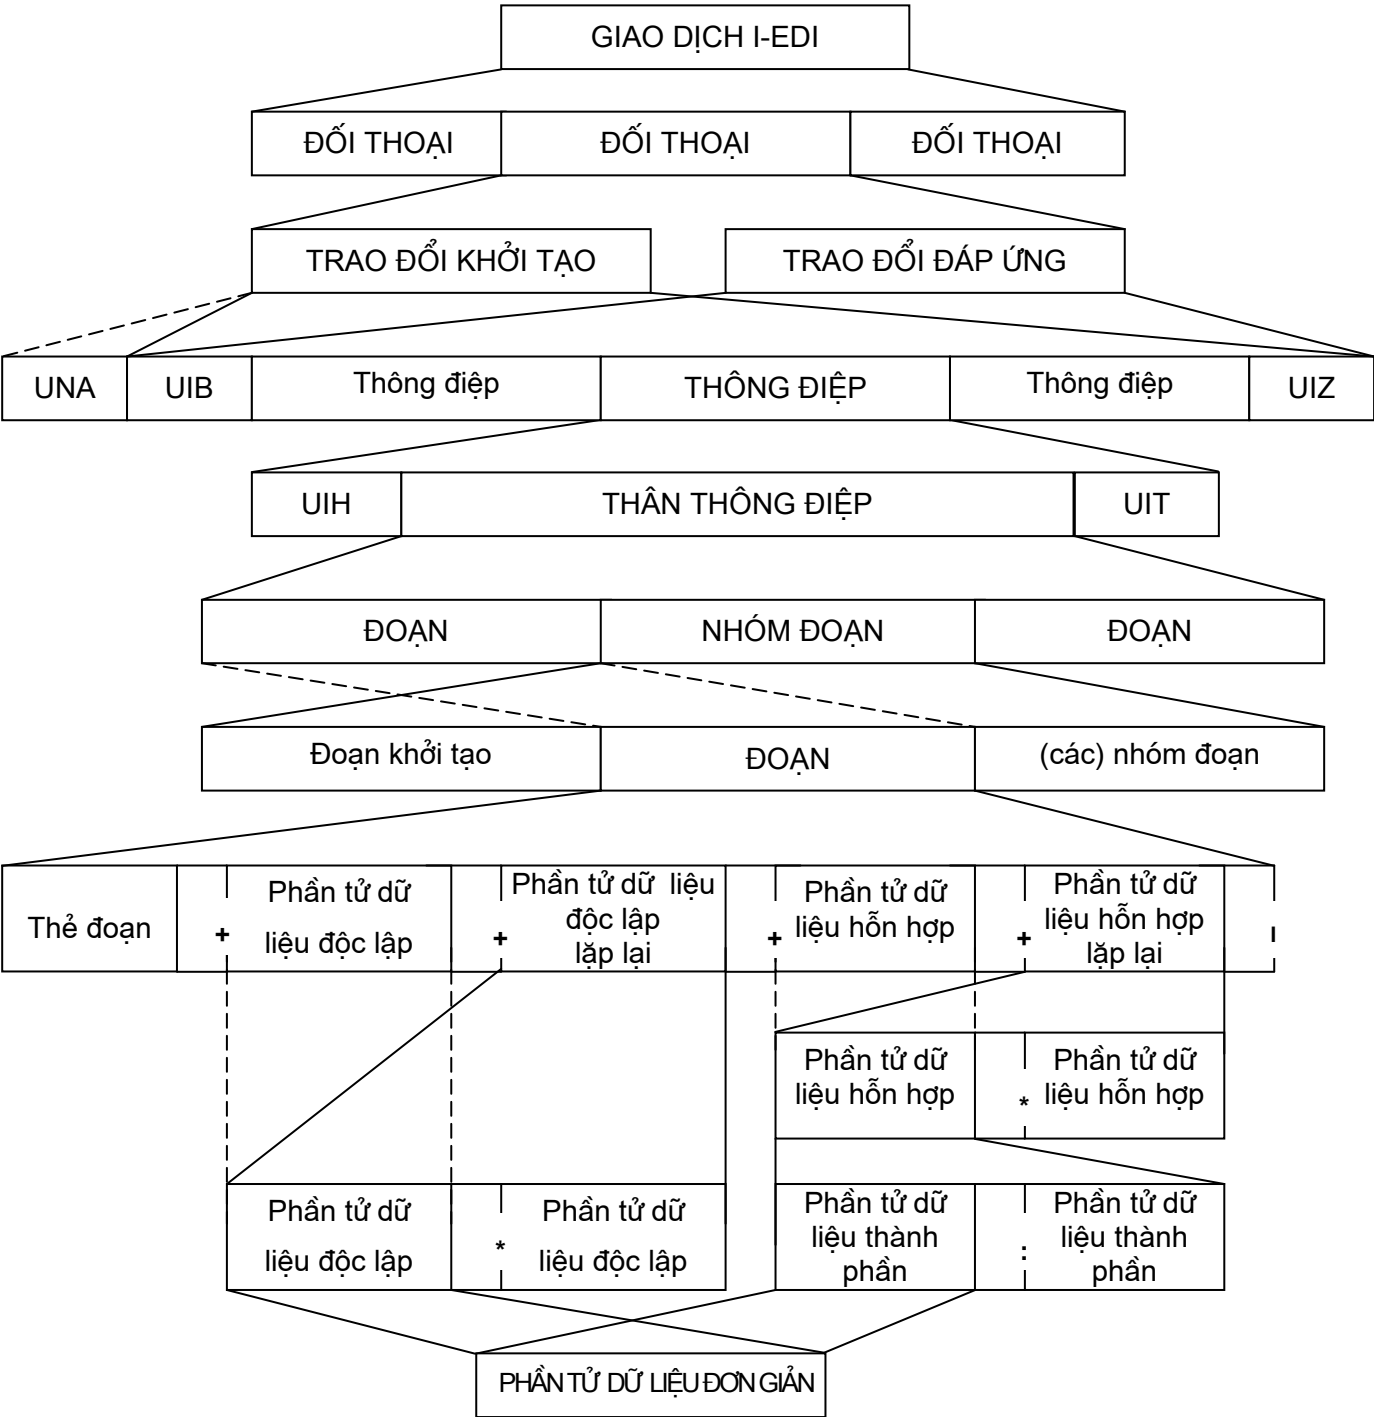 GIAO DỊCH I-EDI
ĐỐI THOẠI ĐỐI THOẠI ĐỐI THOẠI
TRAO ĐỔI KHỞI TẠO TRAO ĐỔI ĐÁP ỨNG
UNA UIB Thông điệp THÔNG ĐIỆP Thông điệp UIZ
UIH THÂN THÔNG ĐIỆP UIT
ĐOẠN NHÓM ĐOẠN ĐOẠN
Đoạn khởi tạo ĐOẠN (các) nhóm đoạn
Thẻ đoạn
+
Phần tử dữ
liệu độc lập
+
Phần tử dữ liệu
độc lập
lặp lại
+
Phần tử dữ
liệu hỗn hợp
+
Phần tử dữ
liệu hỗn hợp
lặp lại
I
Phần tử dữ
liệu hỗn hợp
*
Phần tử dữ
liệu hỗn hợp
Phần tử dữ
liệu độc lập
*
Phần tử dữ
liệu độc lập
Phần tử dữ
liệu thành
phần
:
Phần tử dữ
liệu thành
phần
PHẦN TỬ DỮ LIỆU ĐƠN GIẢN